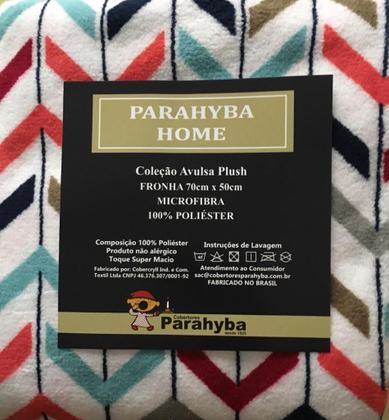 PARAHYBA
HOME
Coleção Avulsa Plush
FRONHA 70cm x 50cm
MICROFIBRA
100% POLIÉSTER
Composição 100% Poliéster
Produto não alérgico
Toque Super Macio
Fabricado por: Cobercryll Ind. e Com.
Textil Ltda CNPJ 46.376.307/0001-92
Instruções de Lavagem
Atendimento ao Consumidor
sac@cobertoresparahyba.com.br
FABRICADO NO BRASIL
Cobertores
Parahyba
desde 1925